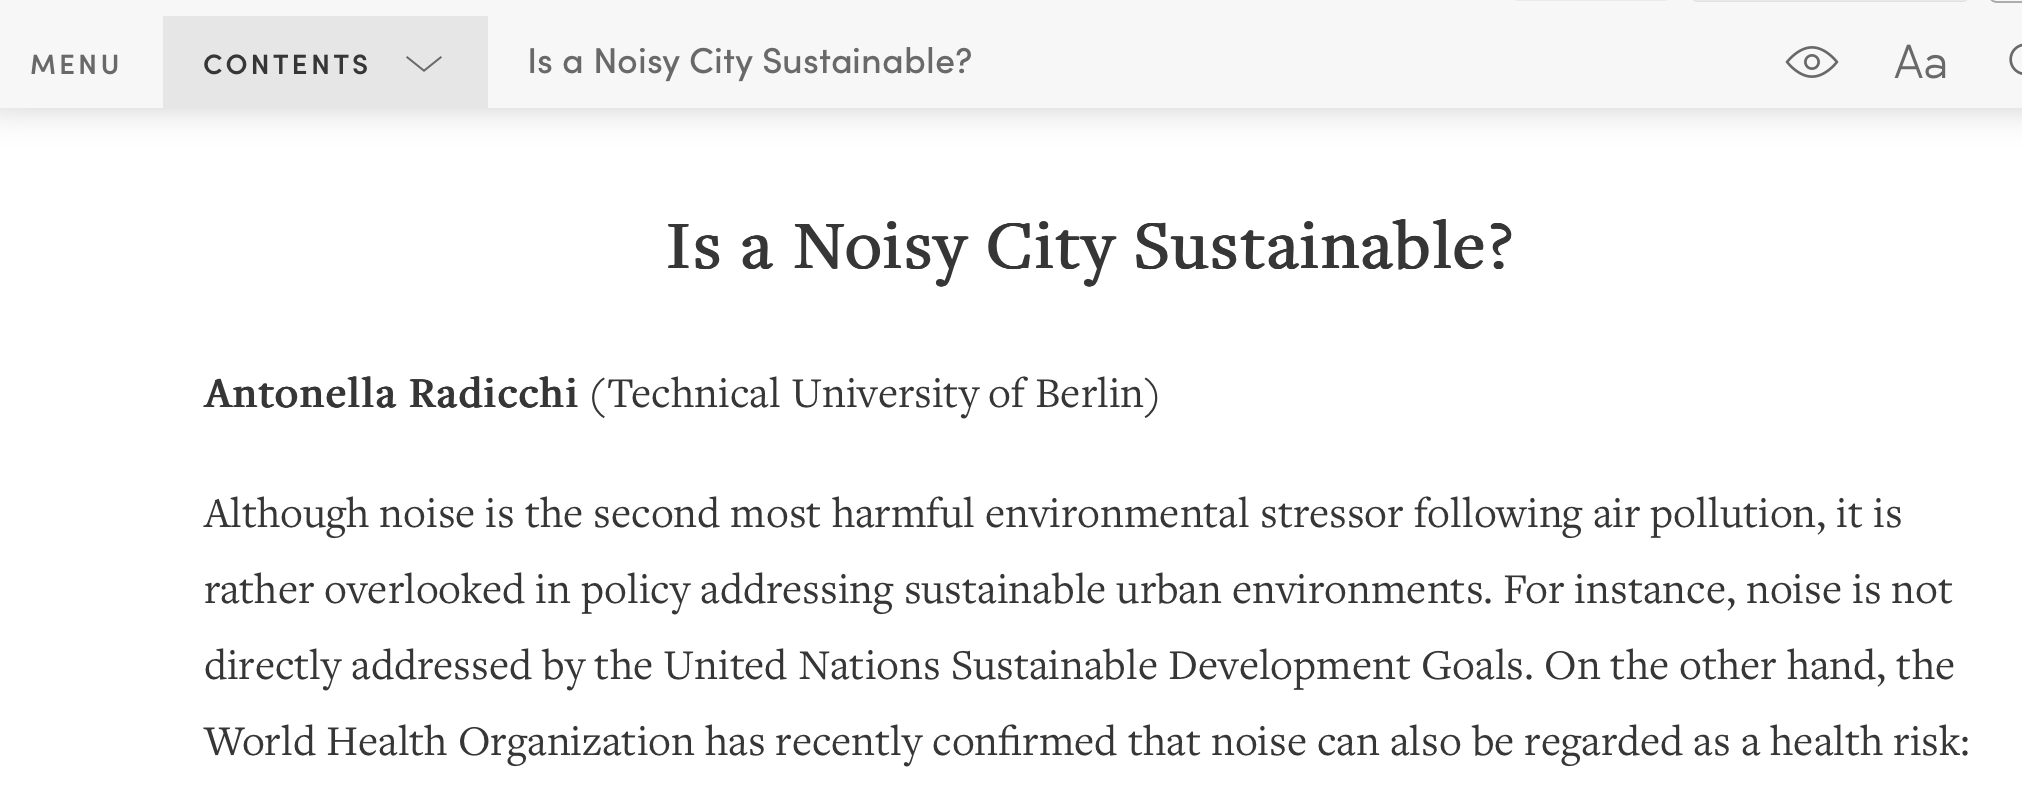 MENU
CONTENTS
Is a Noisy City Sustainable?
Aa
Is a Noisy City Sustainable?
Antonella Radicchi (Technical University of Berlin)
Although noise is the second most harmful environmental stressor following air pollution, it is
rather overlooked in policy addressing sustainable urban environments. For instance, noise is not
directly addressed by the United Nations Sustainable Development Goals. On the other hand, the
World Health Organization has recently confirmed that noise can also be regarded as a health risk: